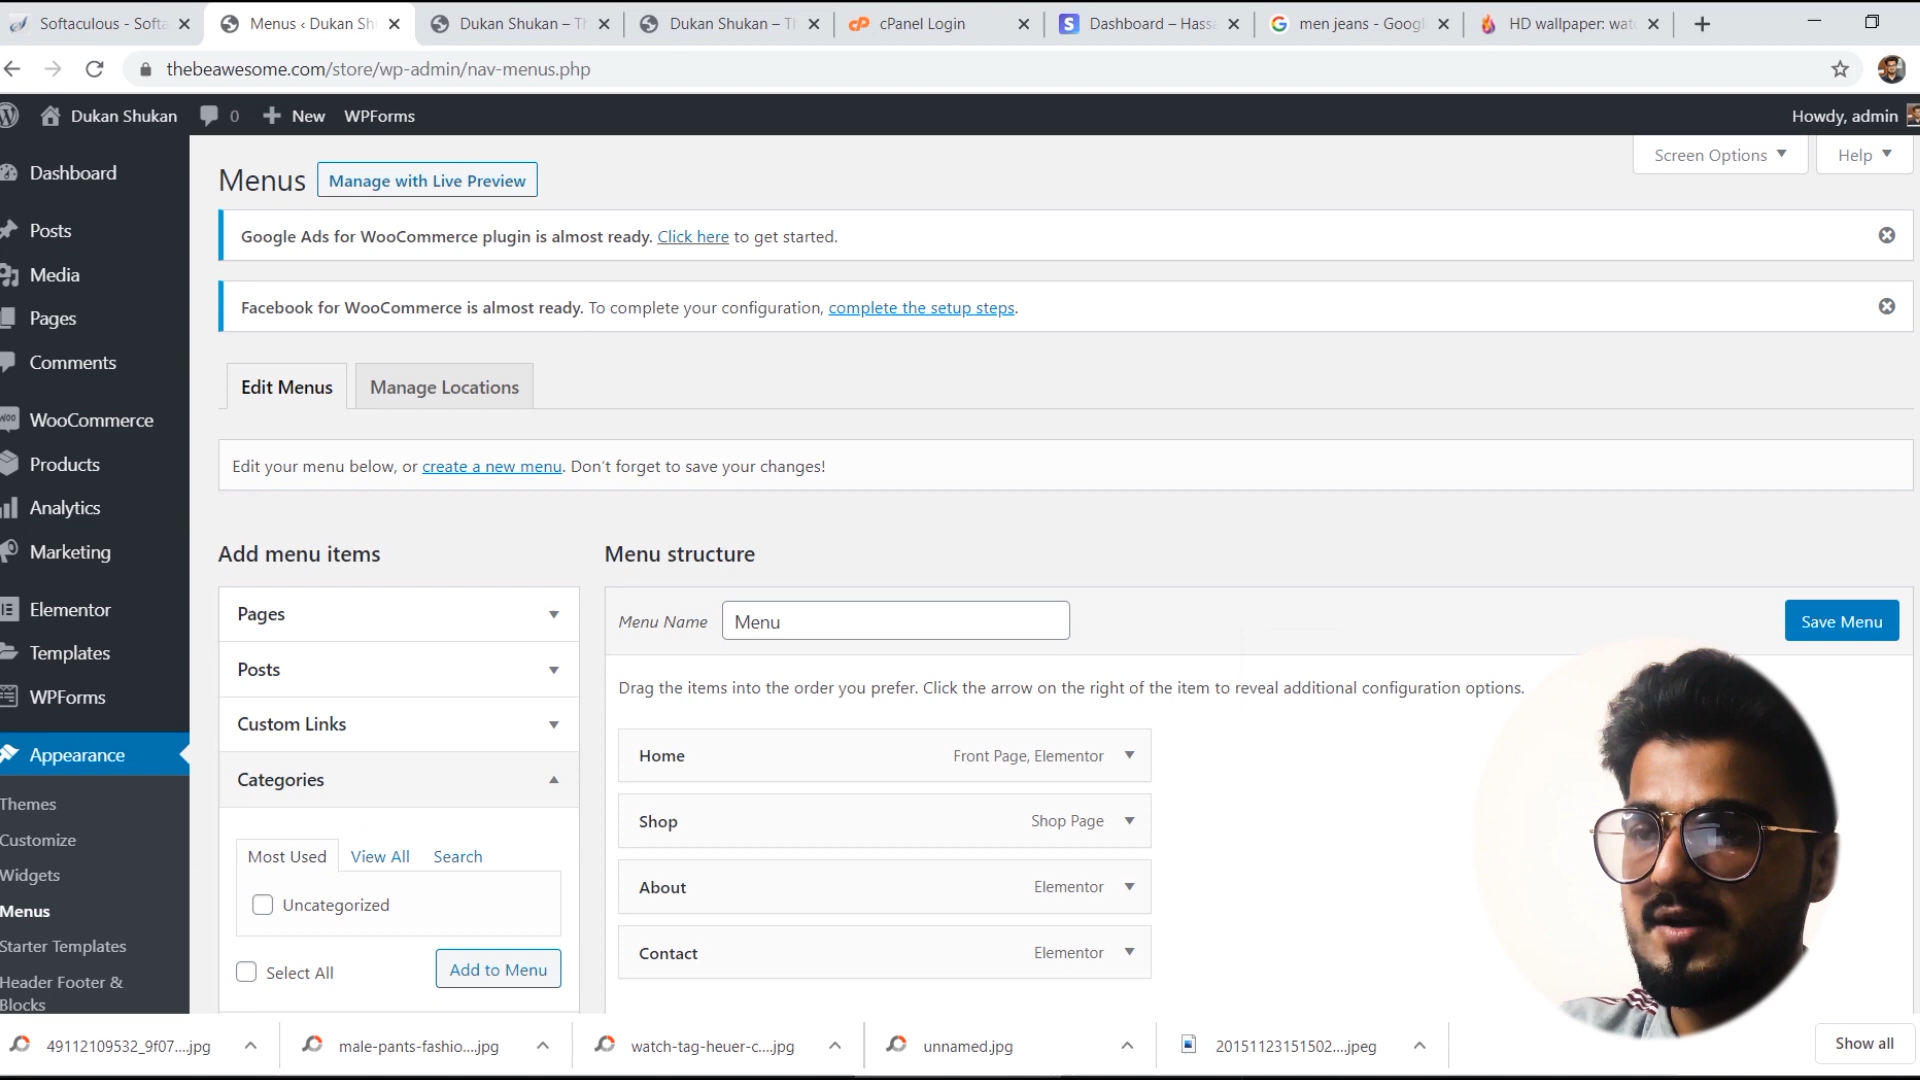 Softaculous - Softa
Menus ‹ Dukan Sh
Dukan Shukan – Th
Dukan Shukan – Th
cPanel Login
Dashboard – Hass
men jeans - Googl
HD wallpaper: wat
thebeawesome.com/store/wp-admin/nav-menus.php
Dukan Shukan
0
New
WPForms
Howdy, admin
Dashboard
Posts
Media
Pages
Comments
WooCommerce
Products
Analytics
Marketing
Elementor
Templates
WPForms
Appearance
Themes
Customize
Widgets
Menus
Starter Templates
Header Footer &
Blocks
Screen Options
Help
Menus
Manage with Live Preview
Google Ads for WooCommerce plugin is almost ready. Click here to get started.
Facebook for WooCommerce is almost ready. To complete your configuration, complete the setup steps.
Edit Menus
Manage Locations
Edit your menu below, or create a new menu. Don't forget to save your changes!
Add menu items
Pages
Posts
Custom Links
Categories
Most Used
View All
Search
Uncategorized
Select All
Add to Menu
Menu structure
Menu Name
Menu
Save Menu
Drag the items into the order you prefer. Click the arrow on the right of the item to reveal additional configuration options.
Home
Front Page, Elementor
Shop
Shop Page
About
Elementor
Contact
Elementor
49112109532_9f07....jpg
male-pants-fashio....jpg
watch-tag-heuer-c....jpg
unnamed.jpg
20151123151502....jpeg
Show all